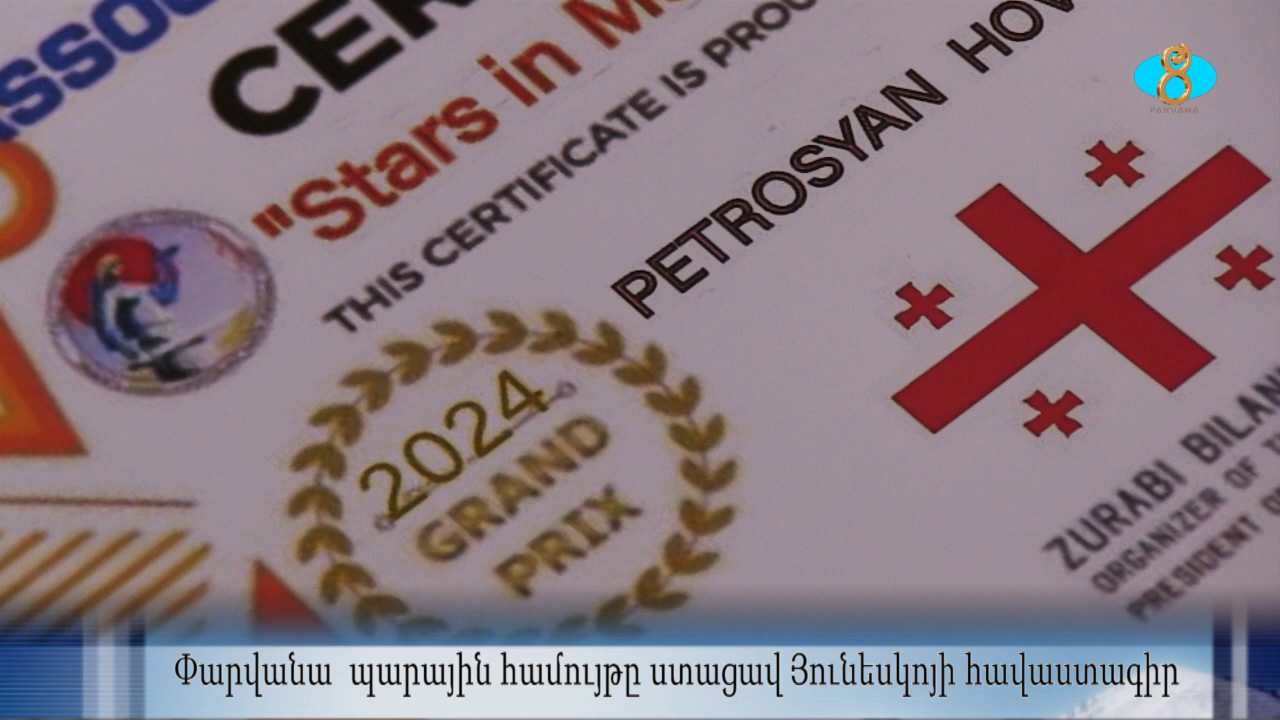 CER
"Stars in M
THIS CERTIFICATE IS PROU
PETROSYAN HOV
8
PARVANA
2024
GRAND
PRIX
ZURABI BILAN
ORGANIZER OF T
PRESIDENT O
Փարվանա պարային համույթը ստացավ Յունեսկոյի հավաստագիր